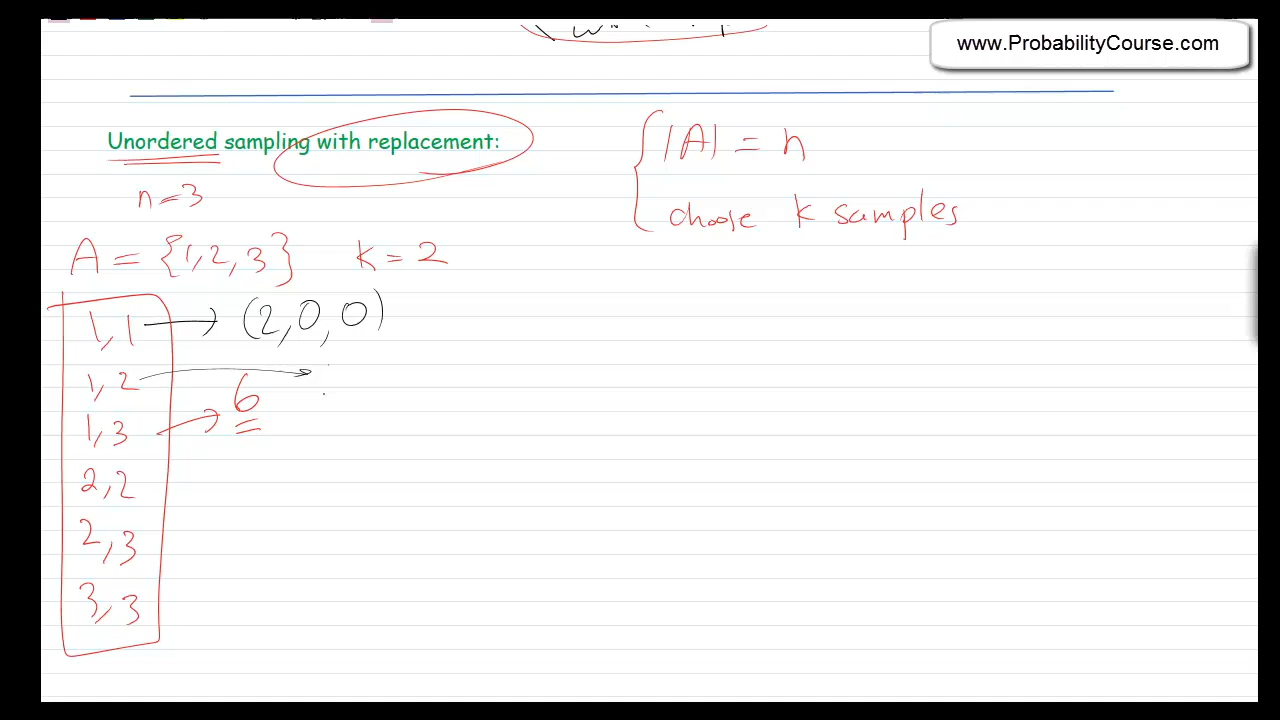 www.ProbabilityCourse.com
Unordered sampling with replacement:
|A| = n
choose k samples
n=3
A = {1,2,3} k = 2
1,1 → (2,0,0)
1,2 →
1,3 → 6
2,2
2,3
3,3